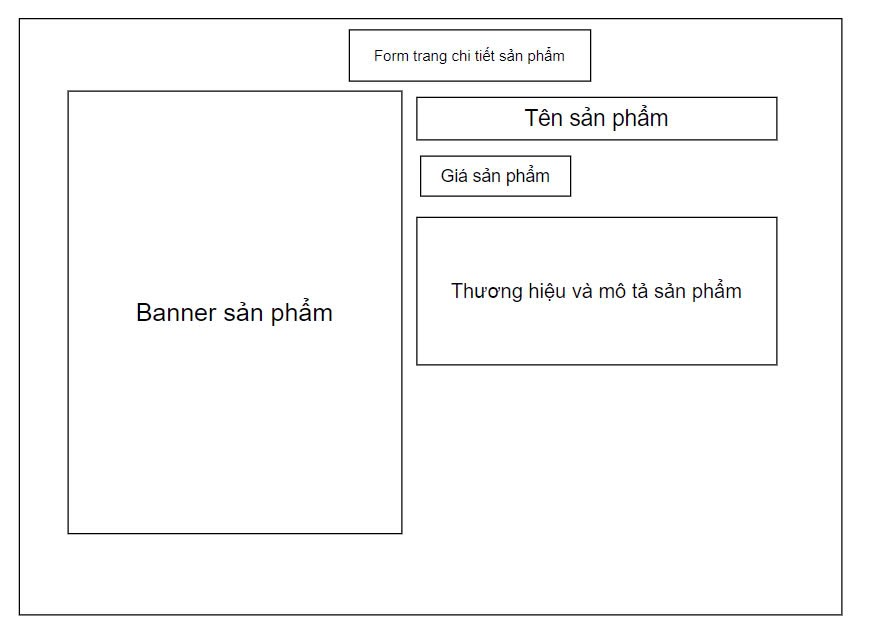 Form trang chi tiết sản phẩm
Tên sản phẩm
Giá sản phẩm
Thương hiệu và mô tả sản phẩm
Banner sản phẩm